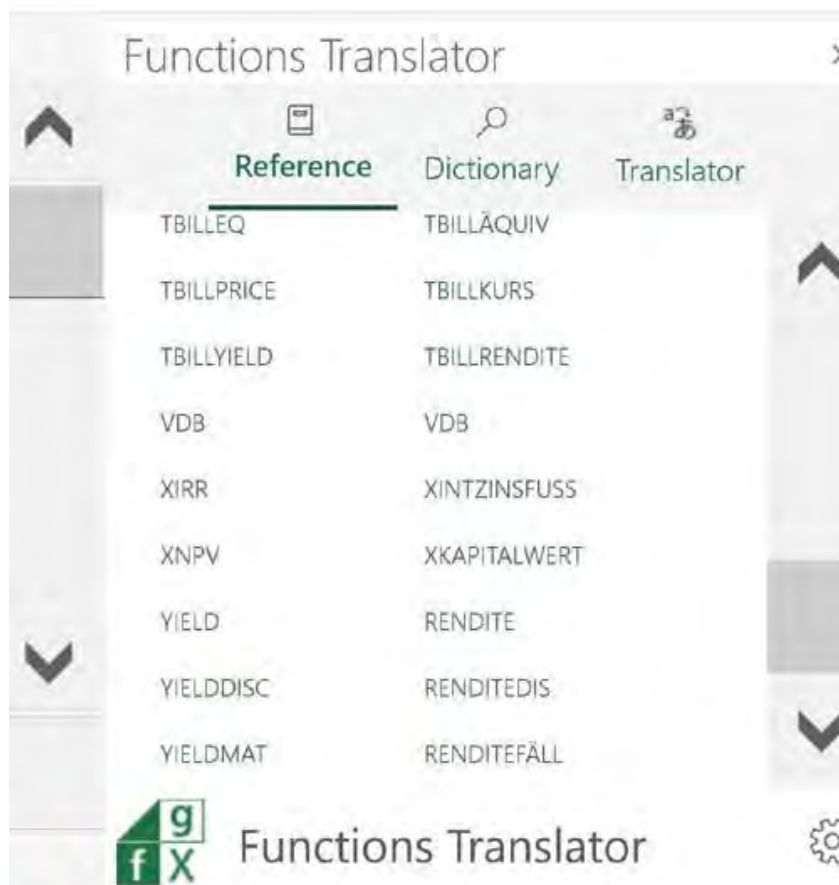 Functions Translator
Reference Dictionary Translator
TBILLEQ TBILLÄQUIV
TBILLPRICE TBILLKURS
TBILLYIELD TBILLRENDITE
VDB VDB
XIRR XINTZINSFUSS
XNPV XKAPITALWERT
YIELD RENDITE
YIELDDISC RENDITEDIS
YIELDMAT RENDITEFÄLL
g
f X
Functions Translator